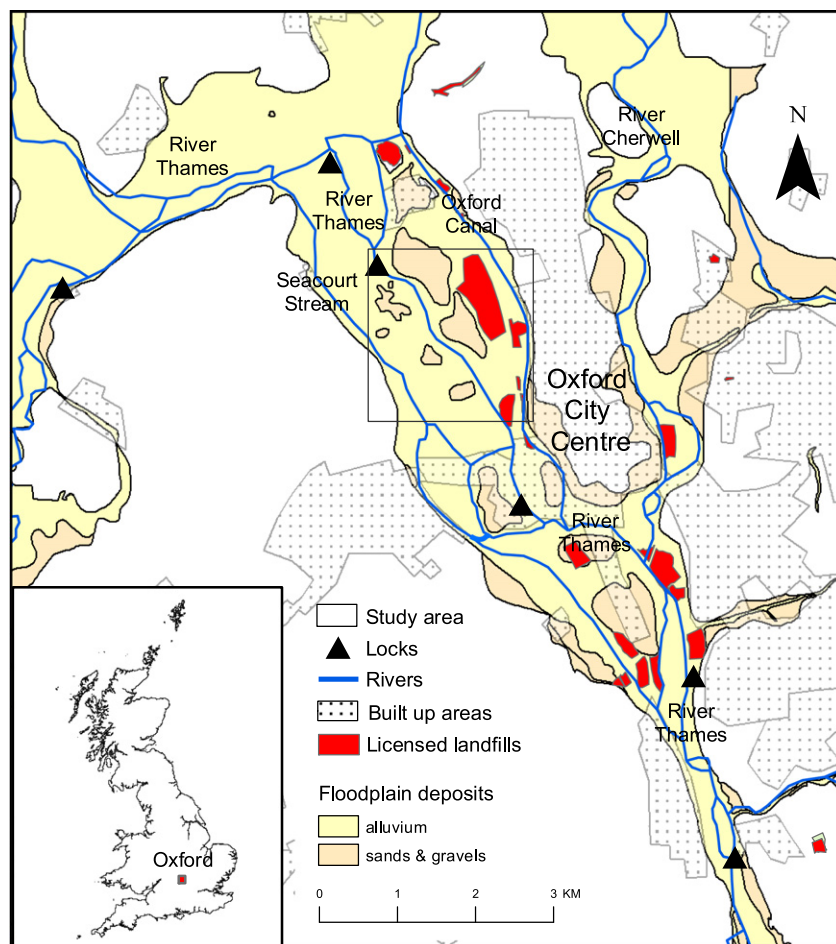 N
River
Cherwell
River
Thames
River
Thames
Oxford
Canal
Seacourt
Stream
Oxford
City
Centre
River
Thames
River
Thames
Study area
Locks
Rivers
Built up areas
Licensed landfills
Floodplain deposits
alluvium
sands & gravels
0 1 2 3 KM
Oxford